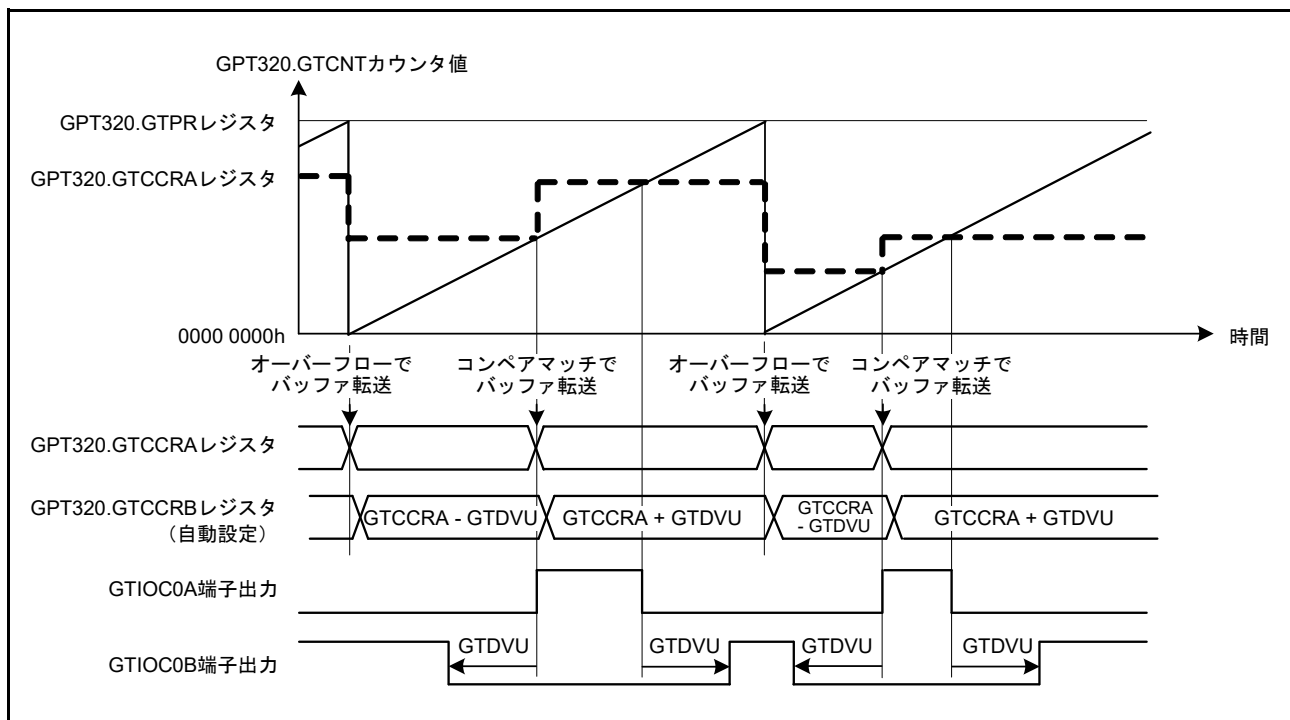 GPT320.GTCNTカウンタ値
GPT320.GTPRレジスタ
GPT320.GTCCRAレジスタ
0000 0000h
時間
オーバーフローで
バッファ転送
コンペアマッチで
バッファ転送
オーバーフローで
バッファ転送
コンペアマッチで
バッファ転送
GPT320.GTCCRAレジスタ
GPT320.GTCCRBレジスタ
（自動設定）
GTCCRA - GTDVU
GTCCRA + GTDVU
GTCCRA
- GTDVU
GTCCRA + GTDVU
GTIOC0A端子出力
GTIOC0B端子出力
GTDVU
GTDVU
GTDVU
GTDVU